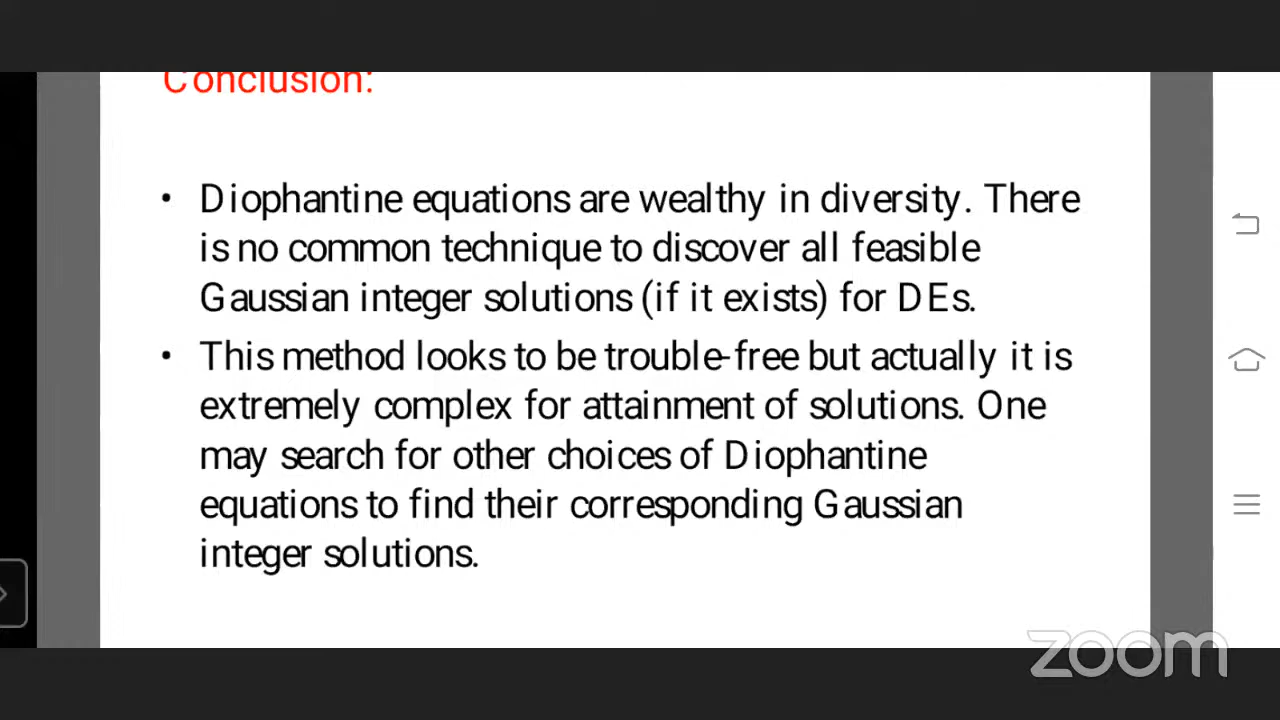 Conclusion:
• Diophantine equations are wealthy in diversity. There
is no common technique to discover all feasible
Gaussian integer solutions (if it exists) for DEs.
• This method looks to be trouble-free but actually it is
extremely complex for attainment of solutions. One
may search for other choices of Diophantine
equations to find their corresponding Gaussian
integer solutions.
zoom